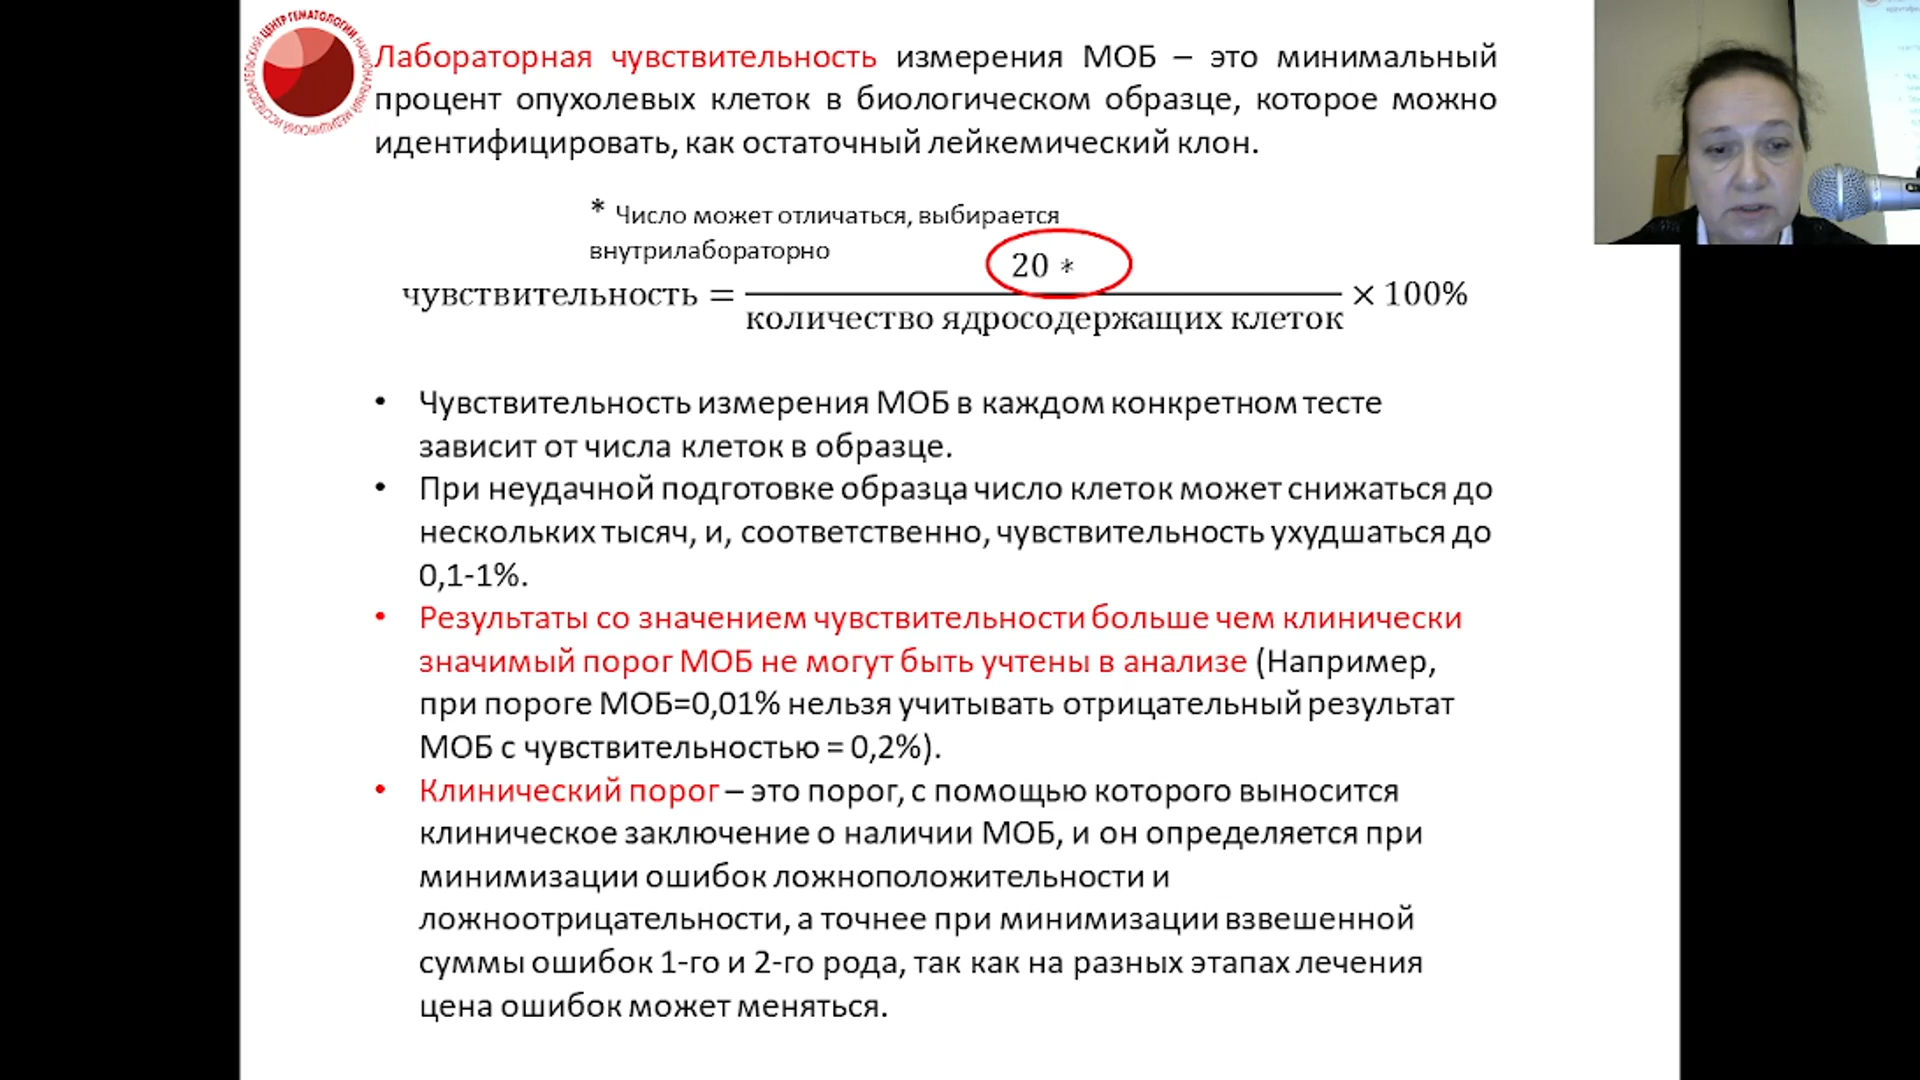 ЦЕНТР ГЕМАТОЛОГИИ НАЦИОНАЛЬНЫЙ МЕДИЦИНСКИЙ ИССЛЕДОВАТЕЛЬСКИЙ
Лабораторная чувствительность измерения МОБ – это минимальный
процент опухолевых клеток в биологическом образце, которое можно
идентифицировать, как остаточный лейкемический клон.
* Число может отличаться, выбирается
внутрилабораторно
20 *
чувствительность = × 100%
количество ядросодержащих клеток
• Чувствительность измерения МОБ в каждом конкретном тесте
зависит от числа клеток в образце.
• При неудачной подготовке образца число клеток может снижаться до
нескольких тысяч, и, соответственно, чувствительность ухудшаться до
0,1-1%.
• Результаты со значением чувствительности больше чем клинически
значимый порог МОБ не могут быть учтены в анализе (Например,
при пороге МОБ=0,01% нельзя учитывать отрицательный результат
МОБ с чувствительностью = 0,2%).
• Клинический порог – это порог, с помощью которого выносится
клиническое заключение о наличии МОБ, и он определяется при
минимизации ошибок ложноположительности и
ложноотрицательности, а точнее при минимизации взвешенной
суммы ошибок 1-го и 2-го рода, так как на разных этапах лечения
цена ошибок может меняться.